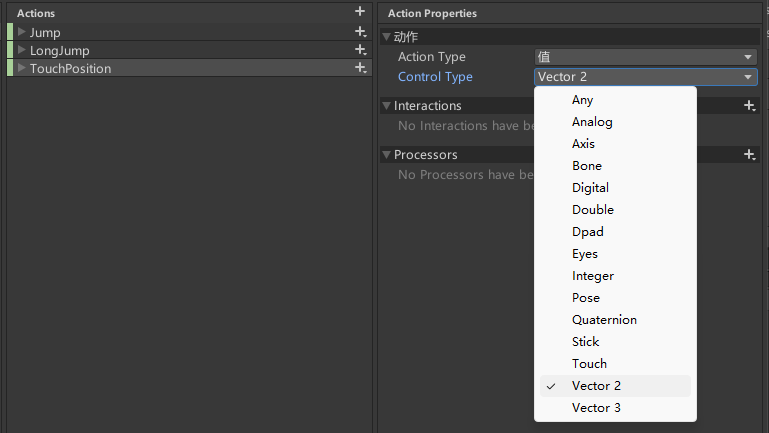 Actions
Jump
LongJump
TouchPosition
Action Properties
动作
Action Type 值
Control Type Vector 2
Interactions
No Interactions have be
Processors
No Processors have be
Any
Analog
Axis
Bone
Digital
Double
Dpad
Eyes
Integer
Pose
Quaternion
Stick
Touch
Vector 2
Vector 3